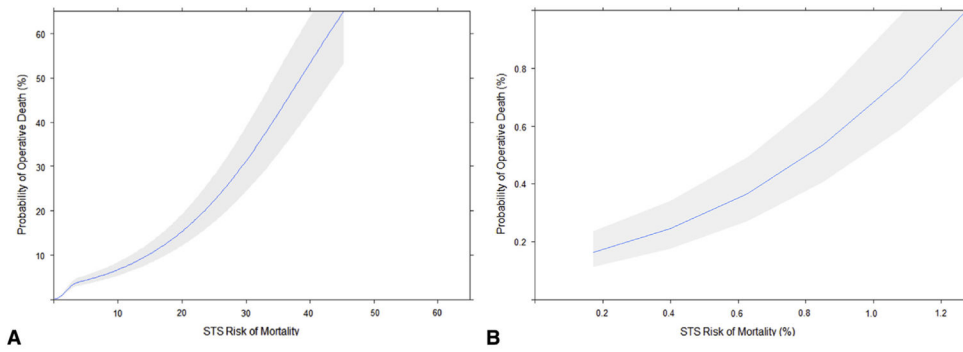 60
50
40
30
20
10
Probability of Operative Death (%)
10 20 30 40 50 60
STS Risk of Mortality
A
0.8
0.6
0.4
0.2
Probability of Operative Death (%)
0.2 0.4 0.6 0.8 1.0 1.2
STS Risk of Mortality (%)
B